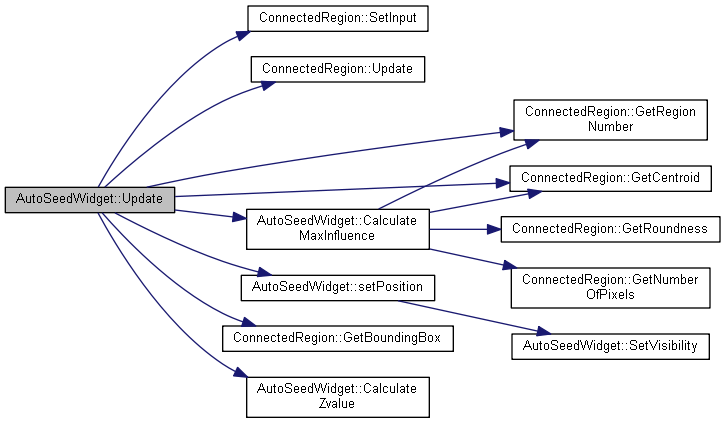 ConnectedRegion::SetInput
ConnectedRegion::Update
ConnectedRegion::GetRegion
Number
ConnectedRegion::GetCentroid
AutoSeedWidget::Update
AutoSeedWidget::Calculate
MaxInfluence
ConnectedRegion::GetRoundness
ConnectedRegion::GetNumber
OfPixels
AutoSeedWidget::setPosition
ConnectedRegion::GetBoundingBox
AutoSeedWidget::SetVisibility
AutoSeedWidget::Calculate
Zvalue